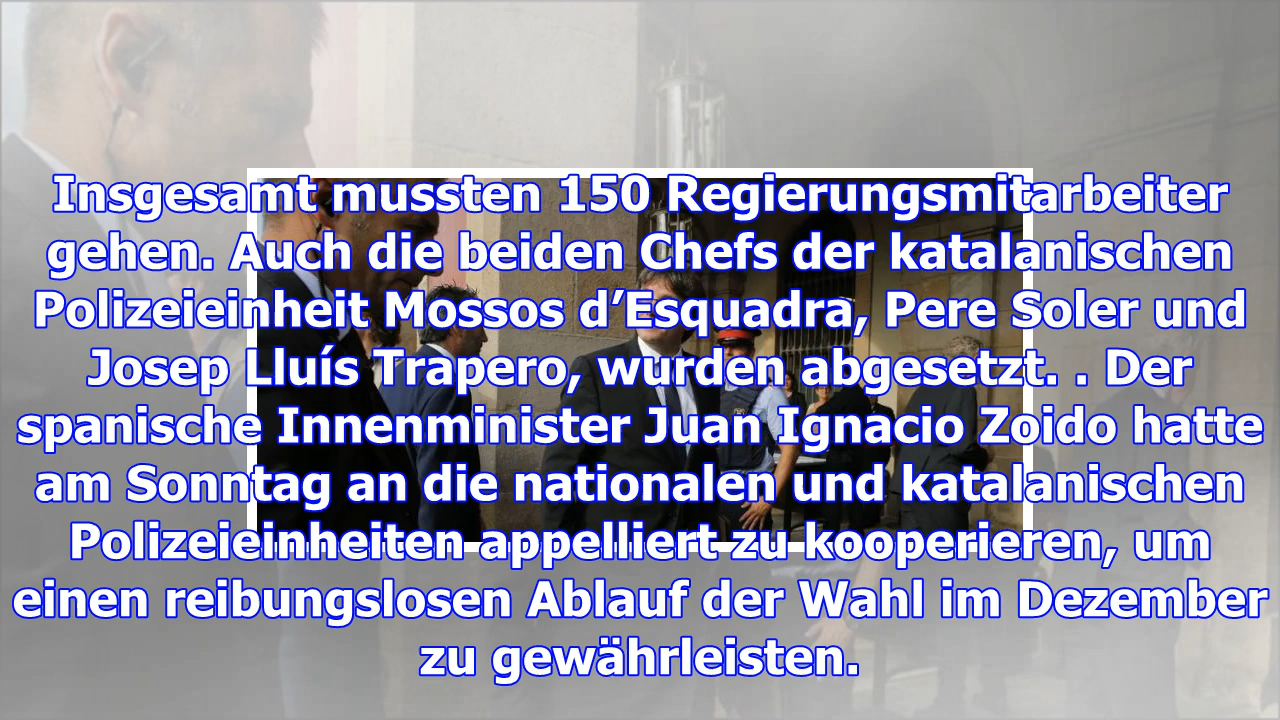 Insgesamt mussten 150 Regierungsmitarbeiter
gehen. Auch die beiden Chefs der katalanischen
Polizeieinheit Mossos d’Esquadra, Pere Soler und
Josep Lluís Trapero, wurden abgesetzt. . Der
spanische Innenminister Juan Ignacio Zoido hatte
am Sonntag an die nationalen und katalanischen
Polizeieinheiten appelliert zu kooperieren, um
einen reibungslosen Ablauf der Wahl im Dezember
zu gewährleisten.